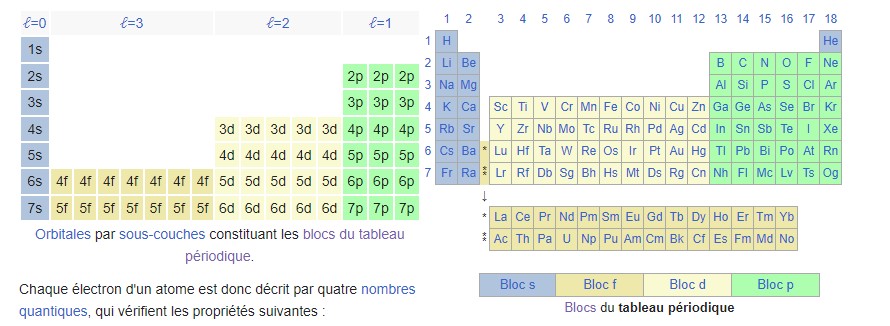 ℓ=0 ℓ=3 ℓ=2 ℓ=1
1s
2s 2p 2p 2p
3s 3p 3p 3p
4s 3d 3d 3d 3d 3d 4p 4p 4p
5s 4d 4d 4d 4d 4d 5p 5p 5p
6s 4f 4f 4f 4f 4f 4f 4f 5d 5d 5d 5d 5d 6p 6p 6p
7s 5f 5f 5f 5f 5f 5f 5f 6d 6d 6d 6d 6d 7p 7p 7p
Orbitales par sous-couches constituant les blocs du tableau
périodique.
Chaque électron d'un atome est donc décrit par quatre nombres
quantiques, qui vérifient les propriétés suivantes :
1 2 3 4 5 6 7 8 9 10 11 12 13 14 15 16 17 18
1 H He
2 Li Be B C N O F Ne
3 Na Mg Al Si P S Cl Ar
4 K Ca Sc Ti V Cr Mn Fe Co Ni Cu Zn Ga Ge As Se Br Kr
5 Rb Sr Y Zr Nb Mo Tc Ru Rh Pd Ag Cd In Sn Sb Te I Xe
6 Cs Ba * Lu Hf Ta W Re Os Ir Pt Au Hg Tl Pb Bi Po At Rn
7 Fr Ra ** Lr Rf Db Sg Bh Hs Mt Ds Rg Cn Nh Fl Mc Lv Ts Og
↓
* La Ce Pr Nd Pm Sm Eu Gd Tb Dy Ho Er Tm Yb
** Ac Th Pa U Np Pu Am Cm Bk Cf Es Fm Md No
Bloc s Bloc f Bloc d Bloc p
Blocs du tableau périodique